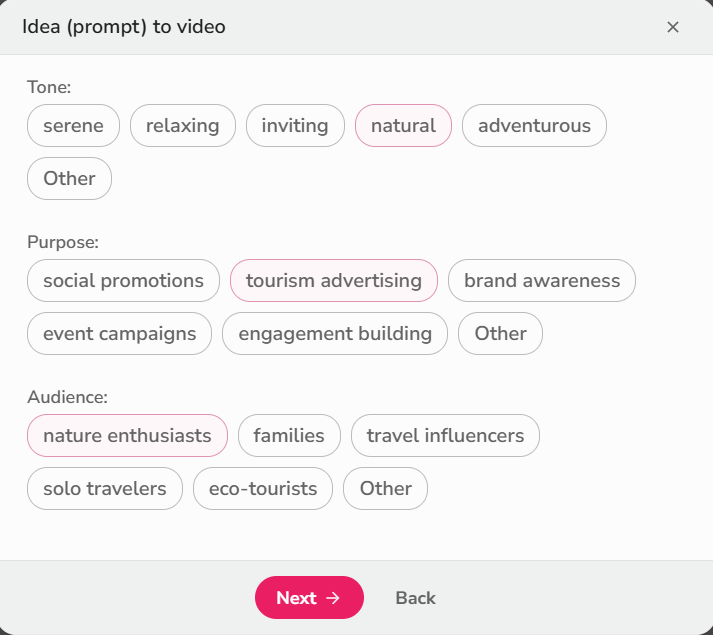 Idea (prompt) to video
Tone:
serene relaxing inviting natural adventurous
Other
Purpose:
social promotions tourism advertising brand awareness
event campaigns engagement building Other
Audience:
nature enthusiasts families travel influencers
solo travelers eco-tourists Other
Next Back